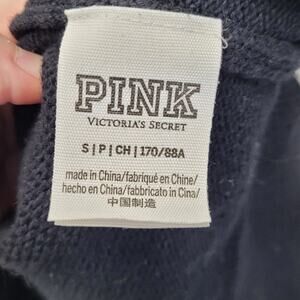 PINK
VICTORIA'S SECRET
S | P | CH | 170/88A
made in China/fabriqué en Chine/
hecho en China/fabbricato in Cina/
中国制造